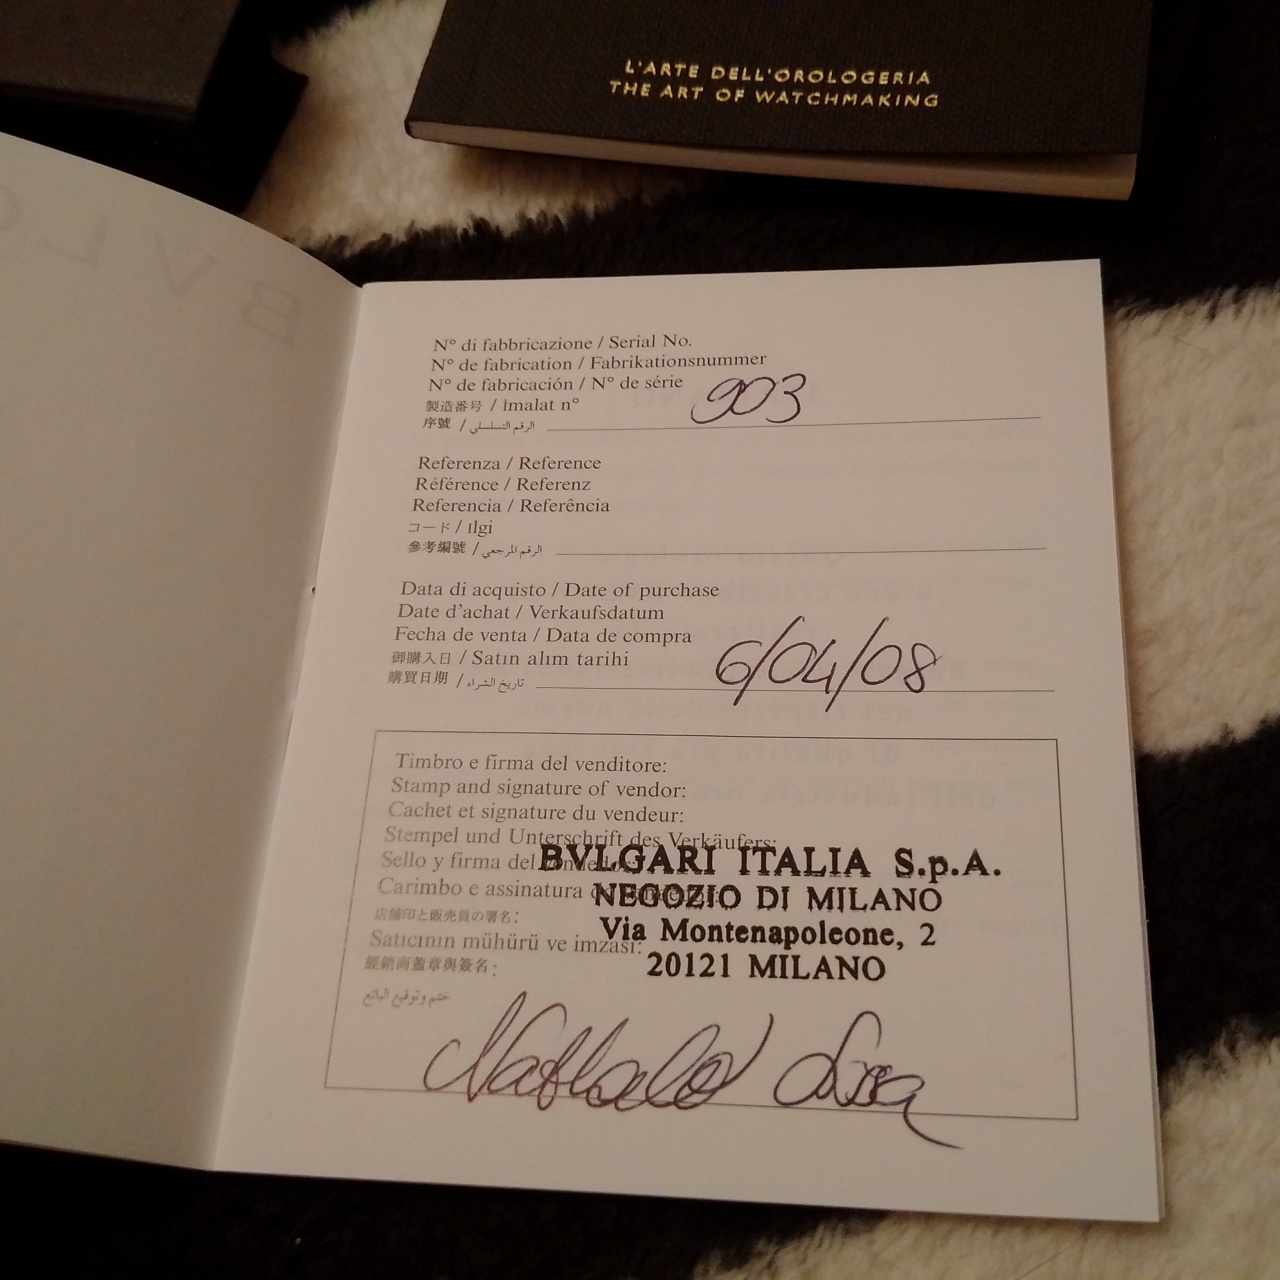 L'ARTE DELL'OROLOGERIA
THE ART OF WATCHMAKING
BVLG
N° di fabbricazione / Serial No.
N° de fabrication / Fabrikationsnummer
N° de fabricación / N° de série
製造番号 / İmalat n°
序號 / الرقم التسلسلي
903
Referenza / Reference
Référence / Referenz
Referencia / Referência
コード / Ilgi
參考編號 / الرقم المرجعي
Data di acquisto / Date of purchase
Date d'achat / Verkaufsdatum
Fecha de venta / Data de compra
御購入日 / Satın alım tarihi
購買日期 / تاريخ الشراء
6/04/08
Timbro e firma del venditore:
Stamp and signature of vendor:
Cachet et signature du vendeur:
Stempel und Unterschrift des Verkäufers:
Sello y firma del vendedor:
Carimbo e assinatura
店舗印と販売員の署名:
Satıcının mühürü ve imzası:
經銷商蓋章與簽名:
ختم وتوقيع البائع
BVLGARI ITALIA S.p.A.
NEGOZIO DI MILANO
Via Montenapoleone, 2
20121 MILANO